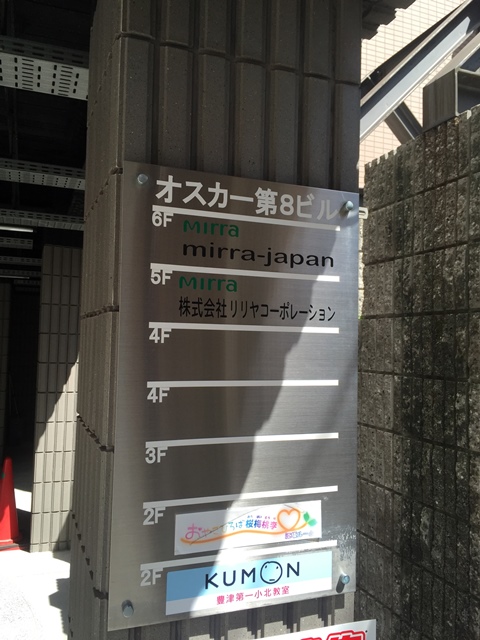 オスカー第8ビル
6F mirra
mirra-japan
5F mirra
株式会社リリヤコーポレーション
4F
4F
3F
2F 桜梅桃李
2F KUMON
豊津第一小北教室